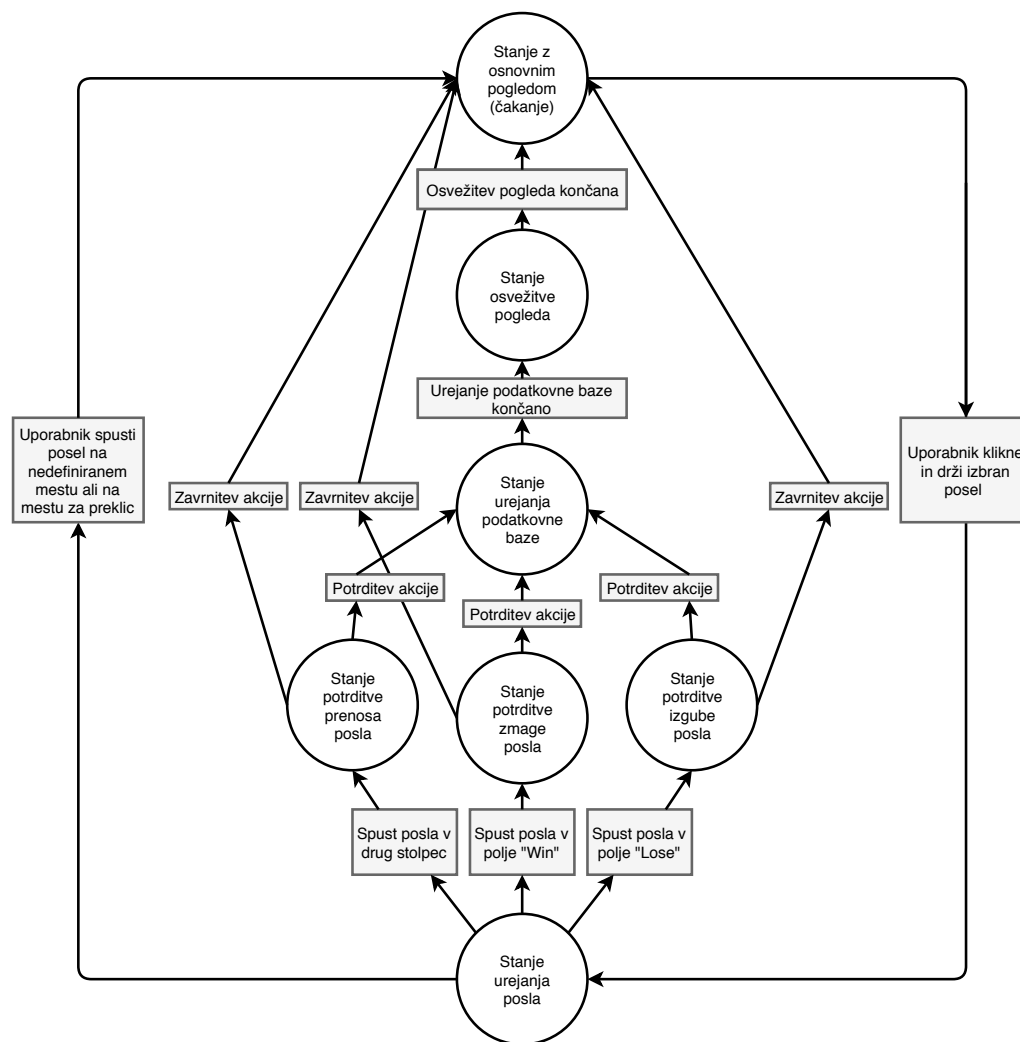 Stanje z
osnovnim
pogledom
(čakanje)
Osvežitev pogleda končana
Stanje
osvežitve
pogleda
Urejanje podatkovne baze
končano
Uporabnik spusti
posel na
nedefiniranem
mestu ali na
mestu za preklic
Uporabnik klikne
in drži izbran
posel
Zavrnitev akcije
Zavrnitev akcije
Stanje
urejanja
podatkovne
baze
Zavrnitev akcije
Potrditev akcije
Potrditev akcije
Potrditev akcije
Stanje
potrditve
prenosa
posla
Stanje
potrditve
zmage
posla
Stanje
potrditve
izgube
posla
Spust posla v
drug stolpec
Spust posla v
polje "Win"
Spust posla v
polje "Lose"
Stanje
urejanja
posla